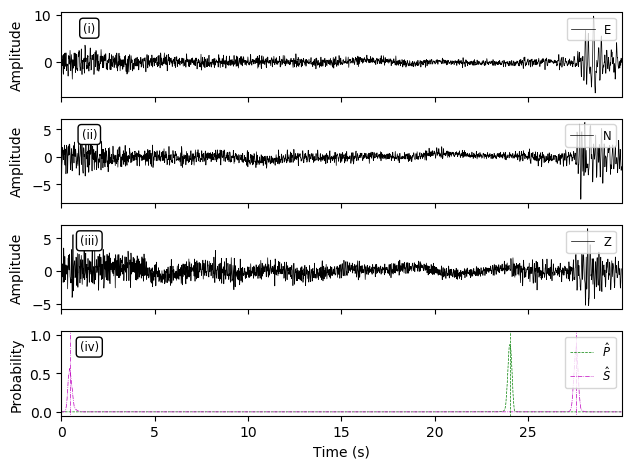 10
0
Amplitude
(i)
E
5
0
−5
Amplitude
(ii)
N
5
0
−5
Amplitude
(iii)
Z
1.0
0.5
0.0
Probability
(iv)
P̂
Ŝ
0 5 10 15 20 25
Time (s)